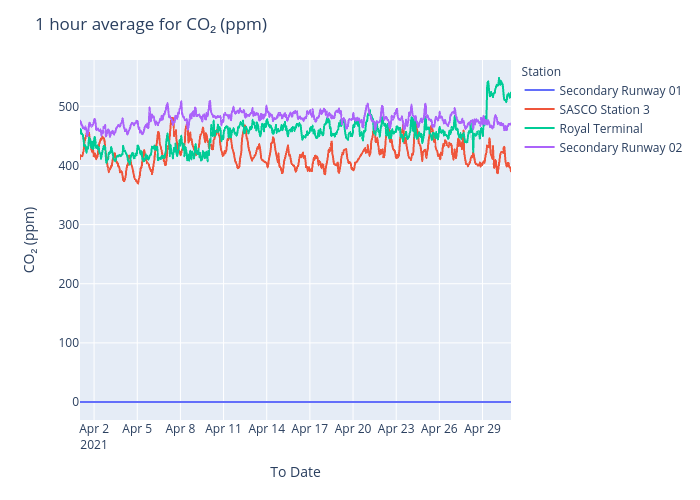 1 hour average for CO₂ (ppm)
Station
Secondary Runway 01
SASCO Station 3
Royal Terminal
Secondary Runway 02
CO₂ (ppm)
500
400
300
200
100
0
Apr 2 Apr 5 Apr 8 Apr 11 Apr 14 Apr 17 Apr 20 Apr 23 Apr 26 Apr 29
2021
To Date